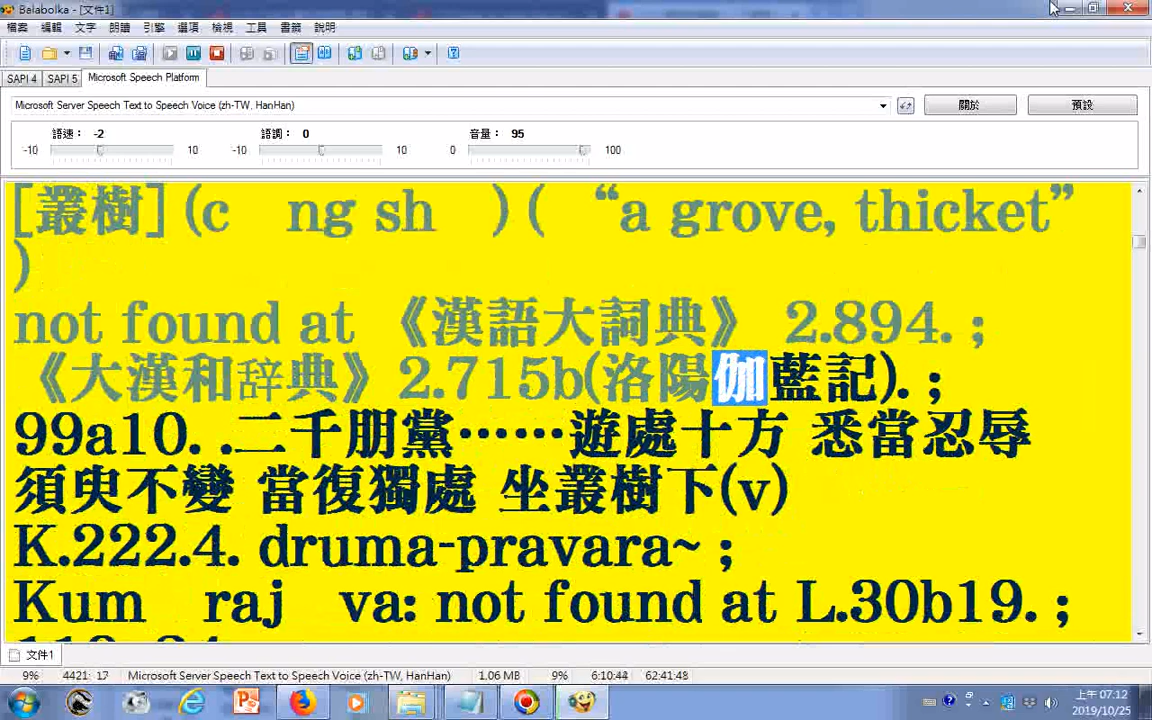 Balabolka - [文件1]
檔案 編輯 文字 朗讀 引擎 選項 檢視 工具 書籤 說明
SAPI 4 SAPI 5 Microsoft Speech Platform
Microsoft Server Speech Text to Speech Voice (zh-TW, HanHan) 關於 預設
語速： -2 語調： 0 音量： 95
-10 10 -10 10 0 100
[叢樹] (c ng sh ) ( “a grove, thicket”
)
not found at 《漢語大詞典》 2.894. ;
《大漢和辞典》 2.715b(洛陽伽藍記). ;
99a10. .二千朋黨……遊處十方 悉當忍辱
須臾不變 當復獨處 坐叢樹下(v)
K.222.4. druma-pravara~ ;
Kum raj va: not found at L.30b19. ;
文件1
9% 4421: 17 Microsoft Server Speech Text to Speech Voice (zh-TW, HanHan) 1.06 MB 9% 6:10:44 62:41:48
上午 07:12
2019/10/25